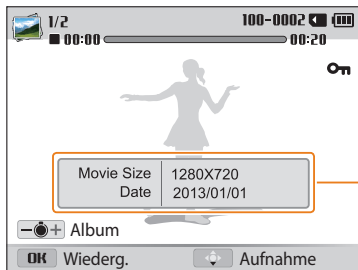 1/2 100-0002
00:00 00:20
Movie Size 1280X720
Date 2013/01/01
Album
OK Wiederg. Aufnahme